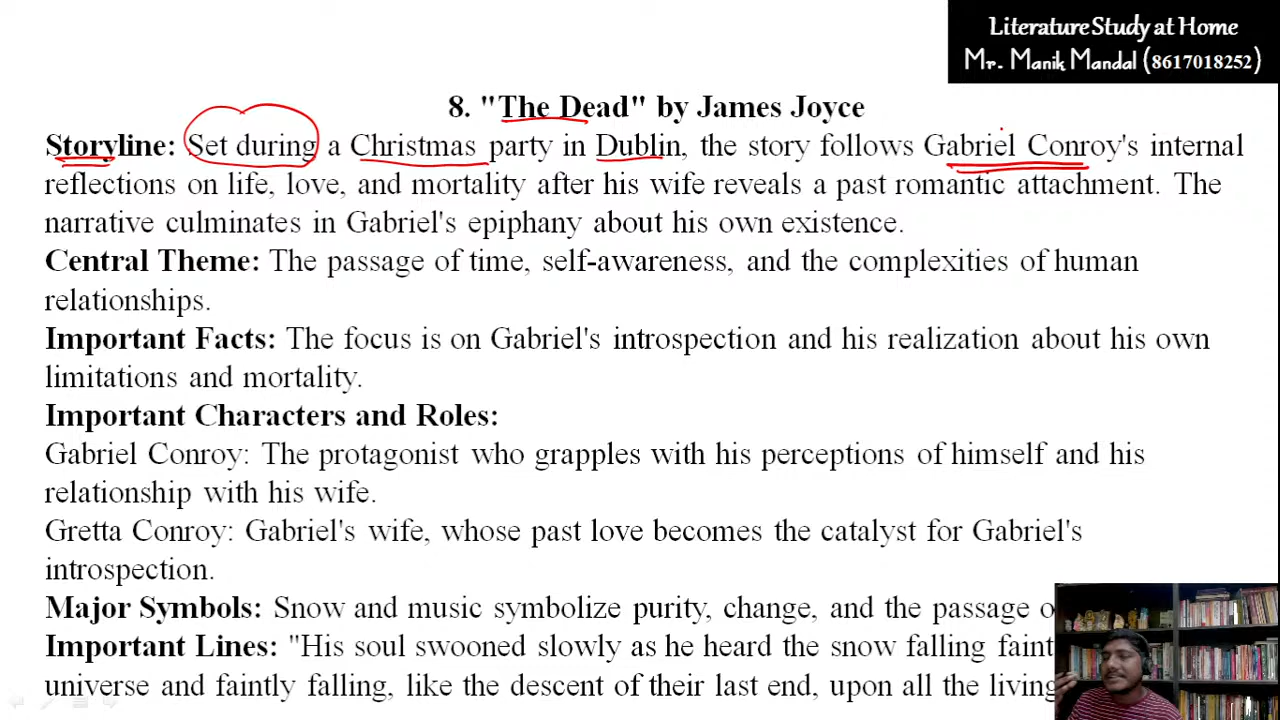 Literature Study at Home
Mr. Manik Mandal (8617018252)
8. "The Dead" by James Joyce
Storyline: Set during a Christmas party in Dublin, the story follows Gabriel Conroy's internal
reflections on life, love, and mortality after his wife reveals a past romantic attachment. The
narrative culminates in Gabriel's epiphany about his own existence.
Central Theme: The passage of time, self-awareness, and the complexities of human
relationships.
Important Facts: The focus is on Gabriel's introspection and his realization about his own
limitations and mortality.
Important Characters and Roles:
Gabriel Conroy: The protagonist who grapples with his perceptions of himself and his
relationship with his wife.
Gretta Conroy: Gabriel's wife, whose past love becomes the catalyst for Gabriel's
introspection.
Major Symbols: Snow and music symbolize purity, change, and the passage
Important Lines: "His soul swooned slowly as he heard the snow falling
universe and faintly falling, like the descent of their last end, upon all the living